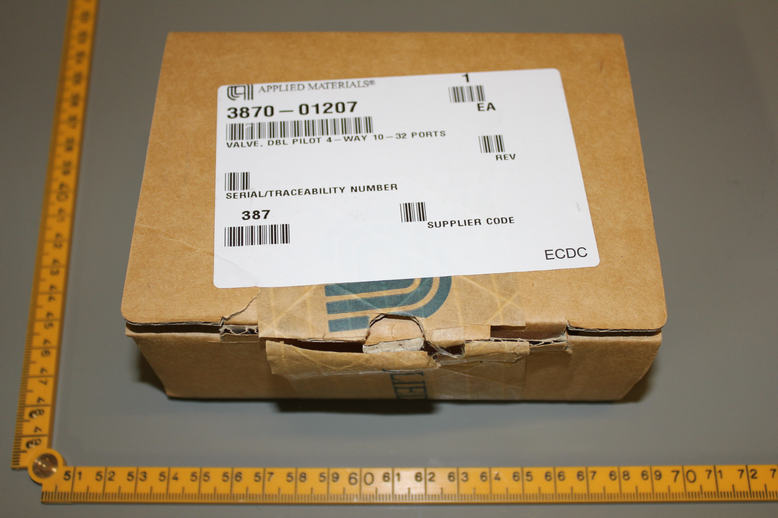 APPLIED MATERIALS®
1
3870-01207
EA
VALVE, DBL PILOT 4-WAY 10-32 PORTS
REV
SERIAL/TRACEABILITY NUMBER
387
SUPPLIER CODE
ECDC